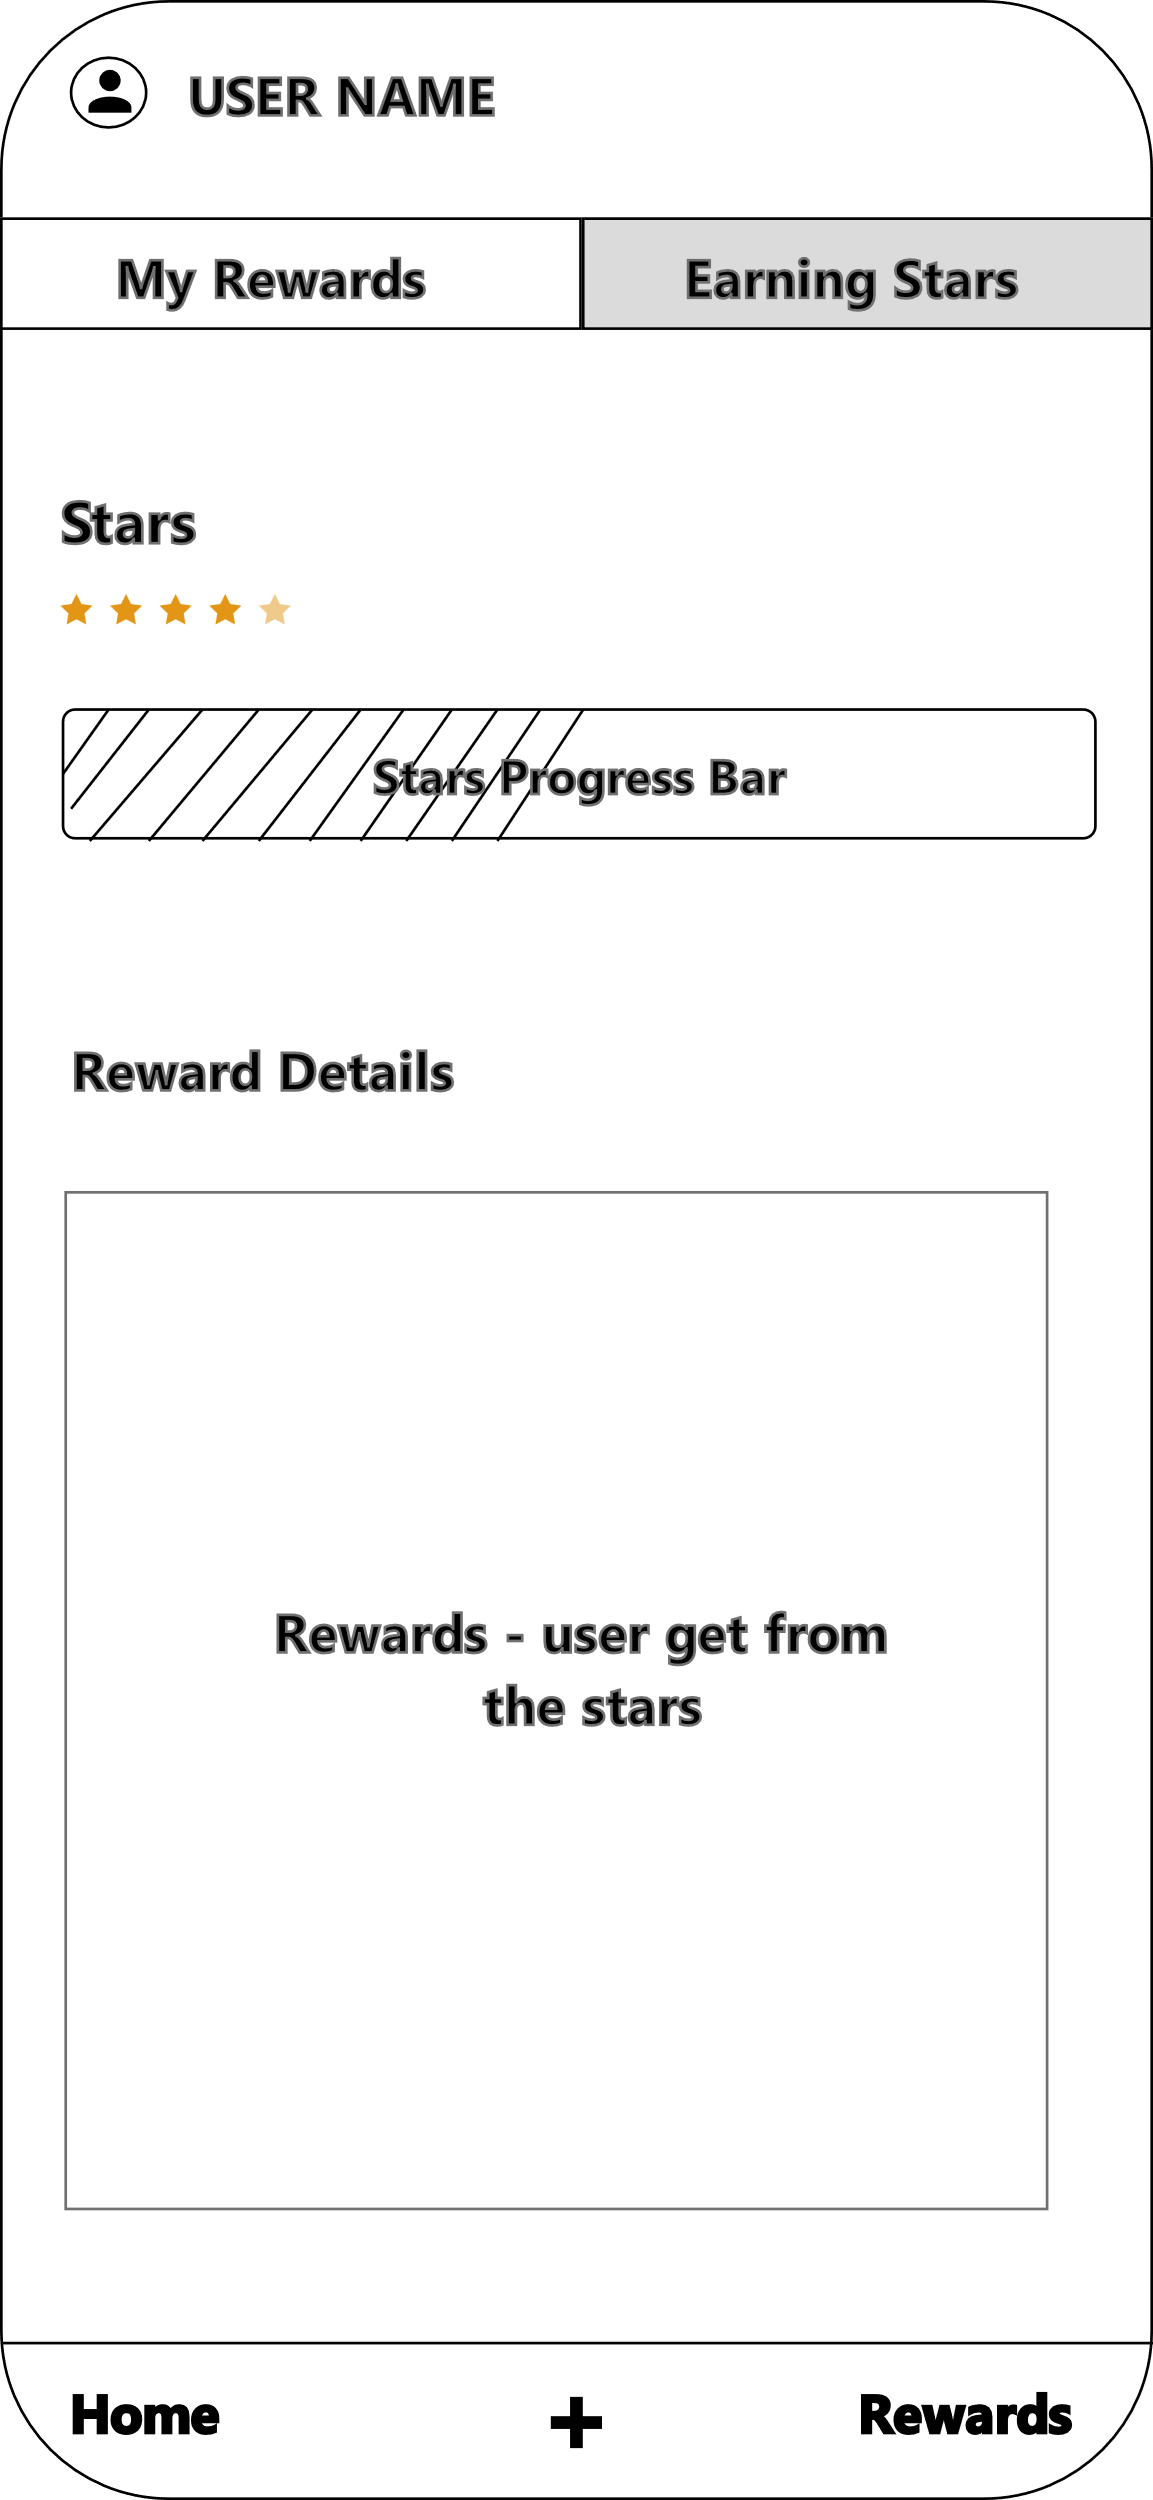 USER NAME
My Rewards
Earning Stars
Stars
Stars Progress Bar
Reward Details
Rewards - user get from
the stars
Home
+
Rewards